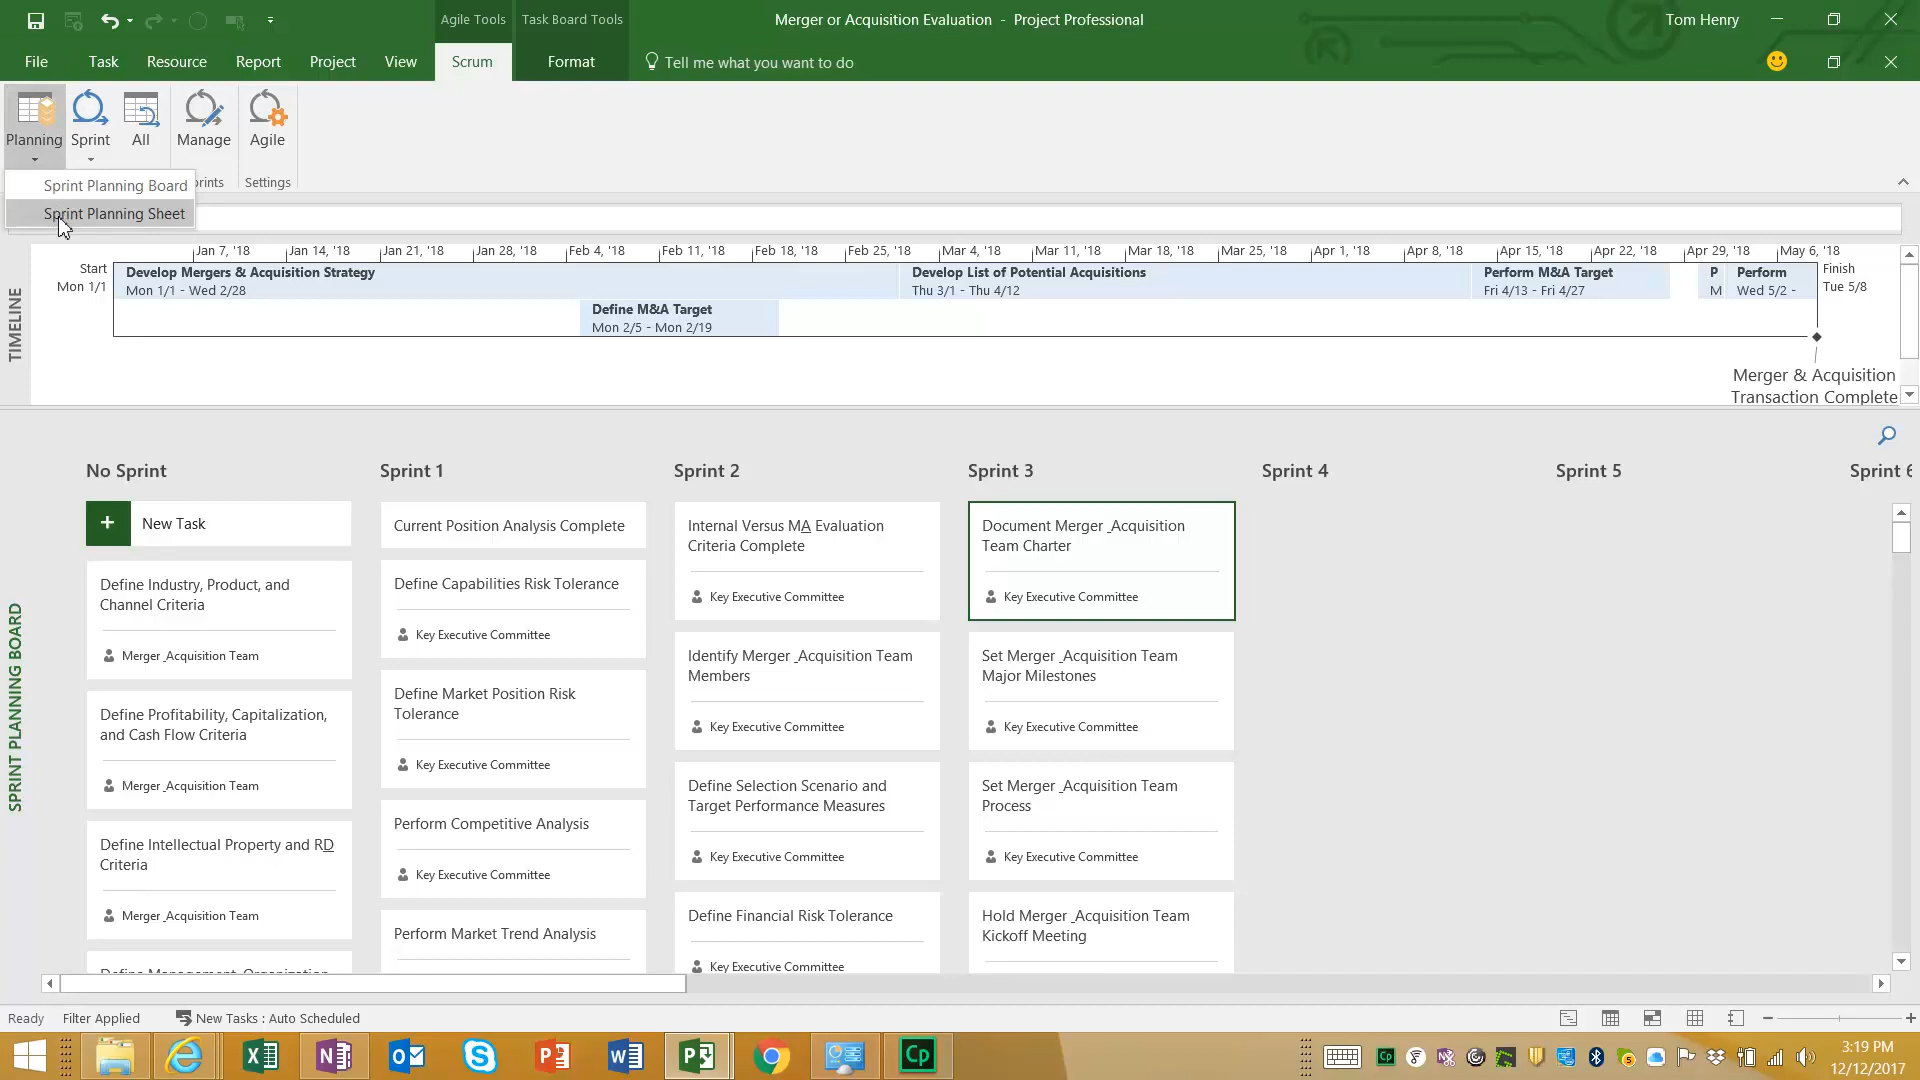 Agile Tools
Task Board Tools
Merger or Acquisition Evaluation - Project Professional
Tom Henry
File
Task
Resource
Report
Project
View
Scrum
Format
Tell me what you want to do
Planning
Sprint
All
Manage
Agile
Settings
Sprint Planning Board
Sprint Planning Sheet
TIMELINE
Jan 7, '18
Jan 14, '18
Jan 21, '18
Jan 28, '18
Feb 4, '18
Feb 11, '18
Feb 18, '18
Feb 25, '18
Mar 4, '18
Mar 11, '18
Mar 18, '18
Mar 25, '18
Apr 1, '18
Apr 8, '18
Apr 15, '18
Apr 22, '18
Apr 29, '18
May 6, '18
Start
Mon 1/1
Develop Mergers & Acquisition Strategy
Mon 1/1 - Wed 2/28
Develop List of Potential Acquisitions
Thu 3/1 - Thu 4/12
Perform M&A Target
Fri 4/13 - Fri 4/27
P
M
Perform
Wed 5/2 -
Finish
Tue 5/8
Define M&A Target
Mon 2/5 - Mon 2/19
Merger & Acquisition
Transaction Complete
SPRINT PLANNING BOARD
No Sprint
New Task
Define Industry, Product, and
Channel Criteria
Merger _Acquisition Team
Define Profitability, Capitalization,
and Cash Flow Criteria
Merger _Acquisition Team
Define Intellectual Property and RD
Criteria
Merger _Acquisition Team
Sprint 1
Current Position Analysis Complete
Define Capabilities Risk Tolerance
Key Executive Committee
Define Market Position Risk
Tolerance
Key Executive Committee
Perform Competitive Analysis
Key Executive Committee
Perform Market Trend Analysis
Sprint 2
Internal Versus MA Evaluation
Criteria Complete
Key Executive Committee
Identify Merger _Acquisition Team
Members
Key Executive Committee
Define Selection Scenario and
Target Performance Measures
Key Executive Committee
Define Financial Risk Tolerance
Key Executive Committee
Sprint 3
Document Merger _Acquisition
Team Charter
Key Executive Committee
Set Merger _Acquisition Team
Major Milestones
Key Executive Committee
Set Merger _Acquisition Team
Process
Key Executive Committee
Hold Merger _Acquisition Team
Kickoff Meeting
Sprint 4
Sprint 5
Sprint 6
Ready
Filter Applied
New Tasks : Auto Scheduled
3:19 PM
12/12/2017